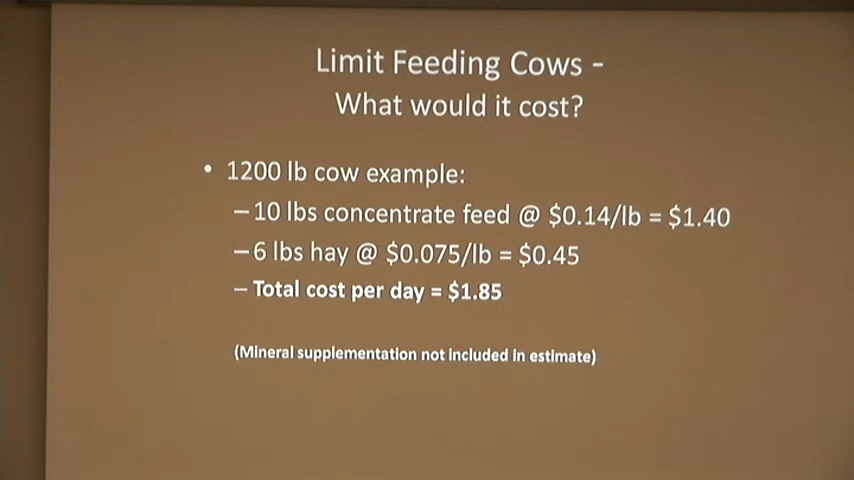 Limit Feeding Cows -
What would it cost?
• 1200 lb cow example:
– 10 lbs concentrate feed @ $0.14/lb = $1.40
– 6 lbs hay @ $0.075/lb = $0.45
– Total cost per day = $1.85
(Mineral supplementation not included in estimate)